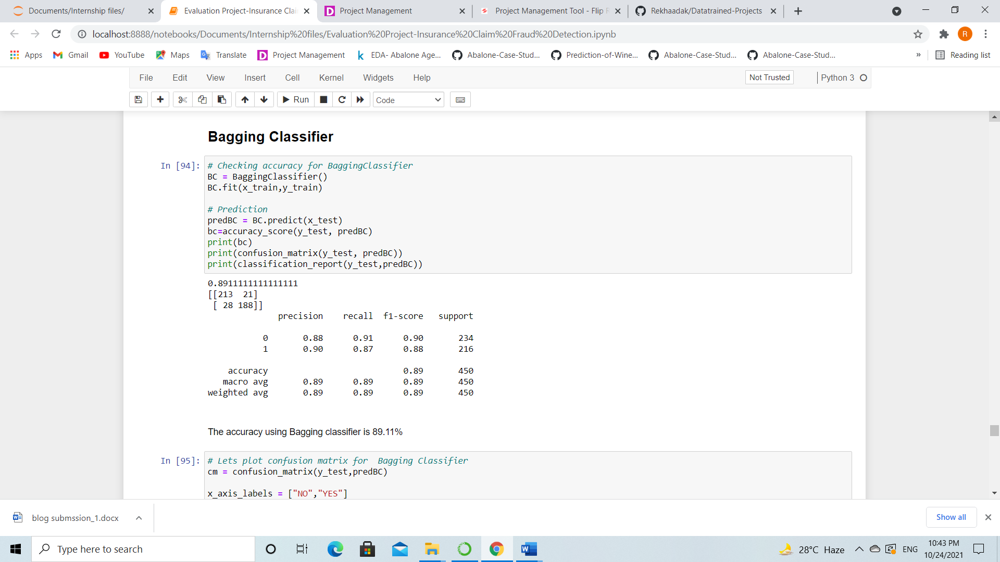 Documents/Internship files/
Evaluation Project-Insurance Clai
Project Management
Project Management Tool - Flip R
Rekhaadak/Datatrained-Projects
localhost:8888/notebooks/Documents/Internship%20files/Evaluation%20Project-Insurance%20Claim%20Fraud%20Detection.ipynb
R
Apps
Gmail
YouTube
Maps
Translate
Project Management
EDA- Abalone Age...
Abalone-Case-Stud...
Prediction-of-Wine...
Abalone-Case-Stud...
Abalone-Case-Stud...
»
Reading list
File Edit View Insert Cell Kernel Widgets Help
Not Trusted
Python 3
Run
Code
Bagging Classifier
In [94]:
# Checking accuracy for BaggingClassifier
BC = BaggingClassifier()
BC.fit(x_train,y_train)
# Prediction
predBC = BC.predict(x_test)
bc=accuracy_score(y_test, predBC)
print(bc)
print(confusion_matrix(y_test, predBC))
print(classification_report(y_test,predBC))
0.8911111111111111
[[213  21]
 [ 28 188]]
precision    recall  f1-score   support
0       0.88      0.91      0.90       234
1       0.90      0.87      0.88       216
accuracy                           0.89       450
macro avg       0.89      0.89      0.89       450
weighted avg       0.89      0.89      0.89       450
The accuracy using Bagging classifier is 89.11%
In [95]:
# Lets plot confusion matrix for  Bagging Classifier
cm = confusion_matrix(y_test,predBC)
x_axis_labels = ["NO","YES"]
blog submssion_1.docx
Show all
Type here to search
28°C Haze
ENG
10:43 PM
10/24/2021